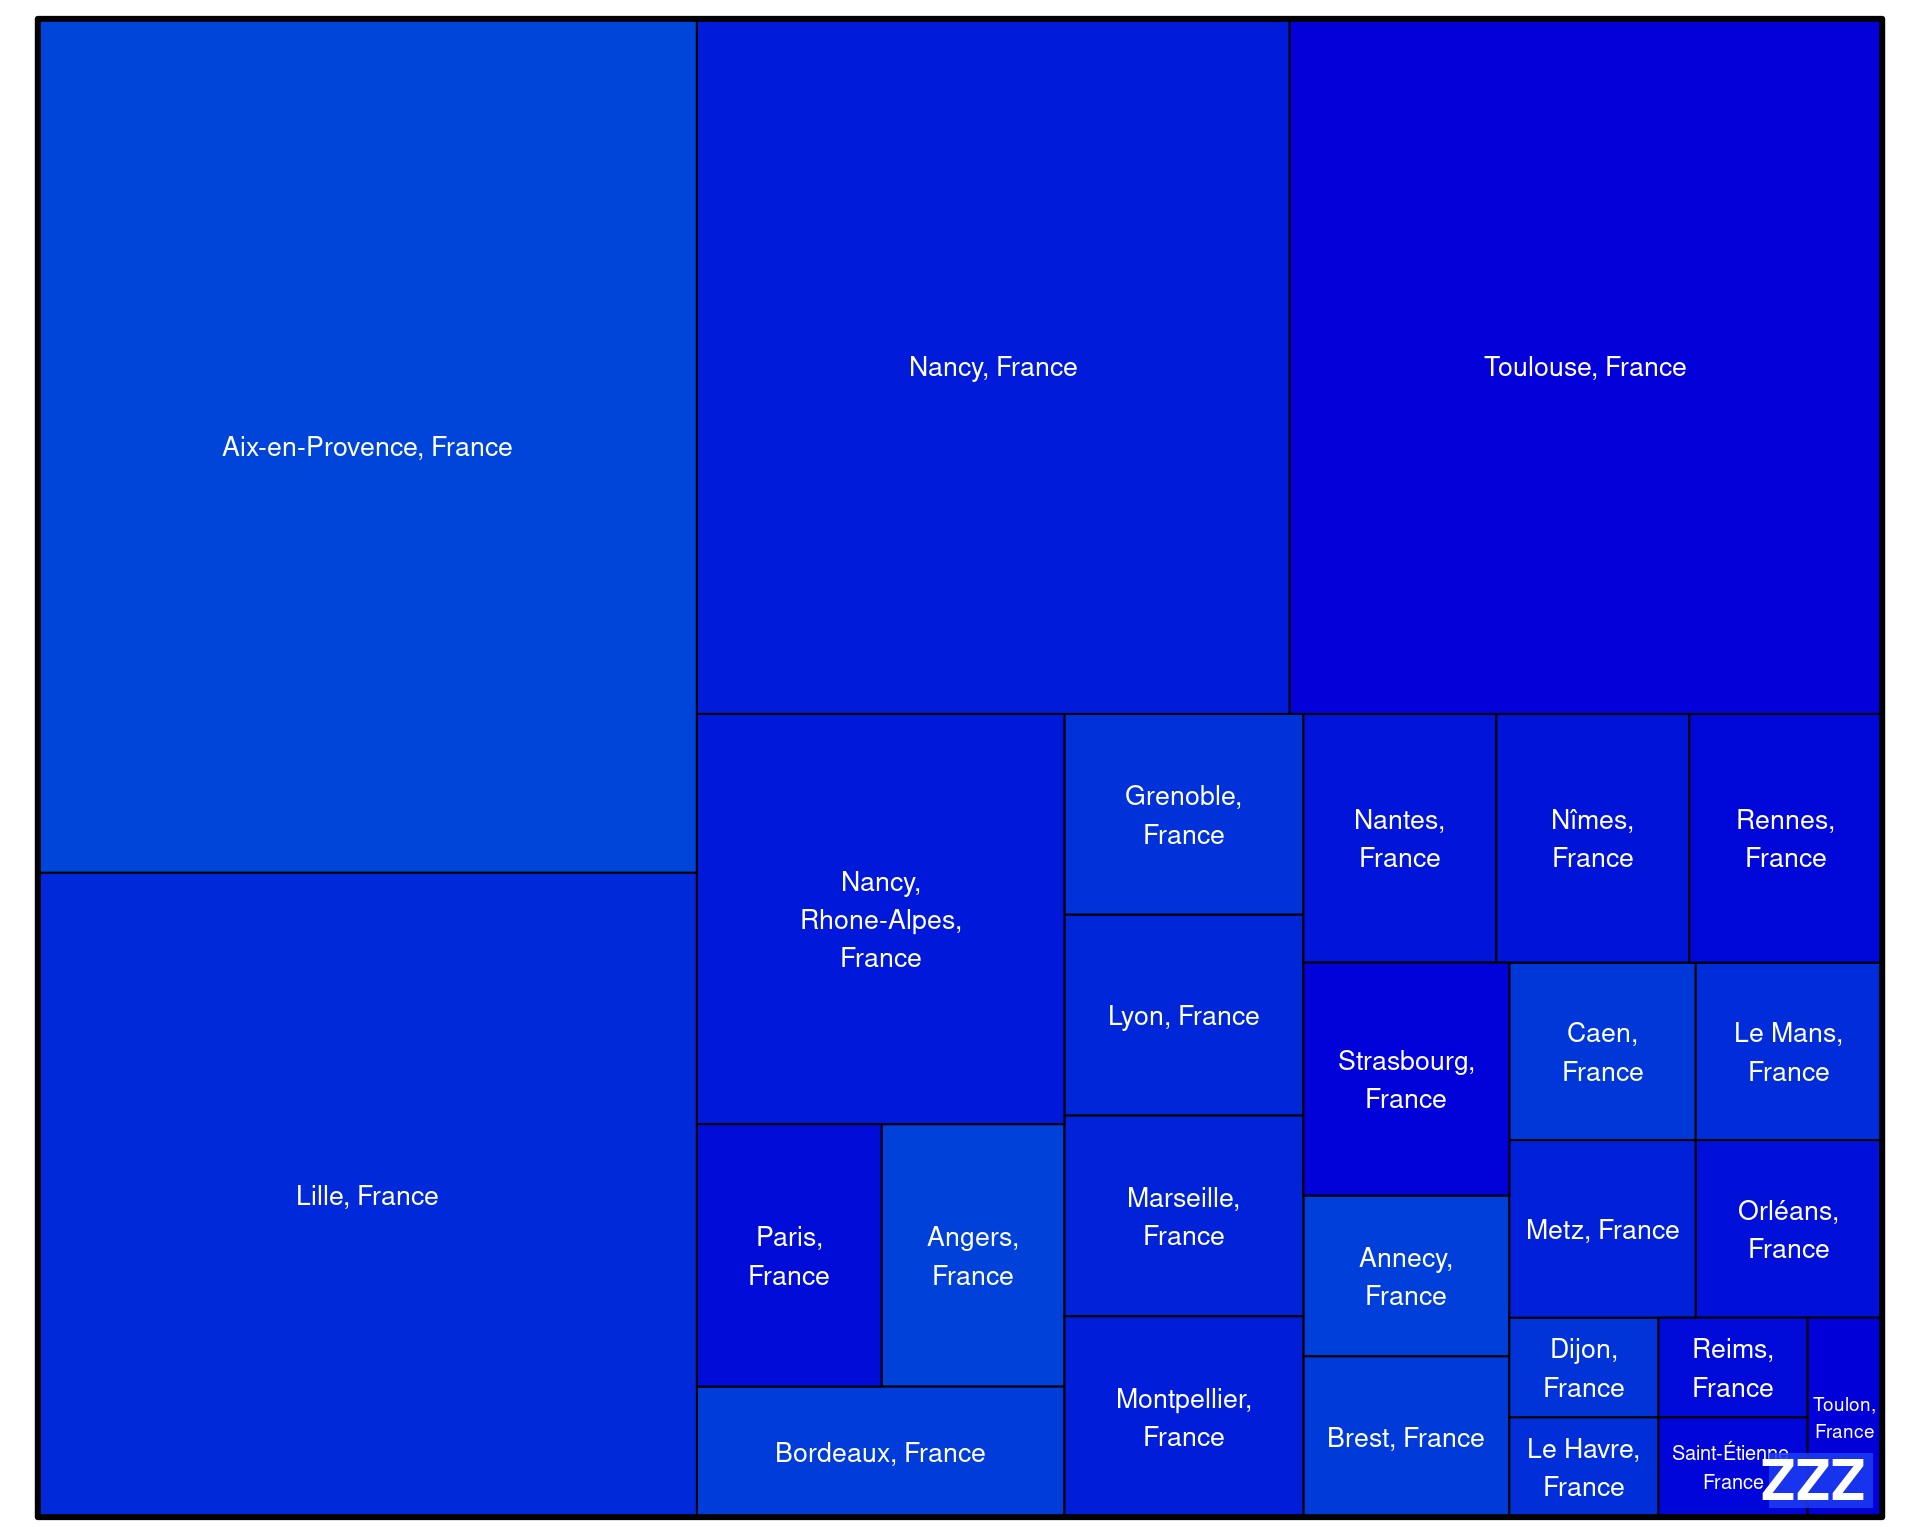 Aix-en-Provence, France
Nancy, France
Toulouse, France
Lille, France
Nancy,
Rhone-Alpes,
France
Grenoble,
France
Nantes,
France
Nîmes,
France
Rennes,
France
Lyon, France
Strasbourg,
France
Caen,
France
Le Mans,
France
Paris,
France
Angers,
France
Marseille,
France
Annecy,
France
Metz, France
Orléans,
France
Bordeaux, France
Montpellier,
France
Brest, France
Dijon,
France
Reims,
France
Toulon,
France
Le Havre,
France
Saint-Étienne,
France
ZZZ